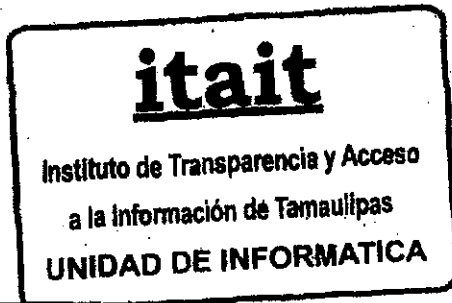 itait
Instituto de Transparencia y Acceso
a la Información de Tamaulipas
UNIDAD DE INFORMATICA